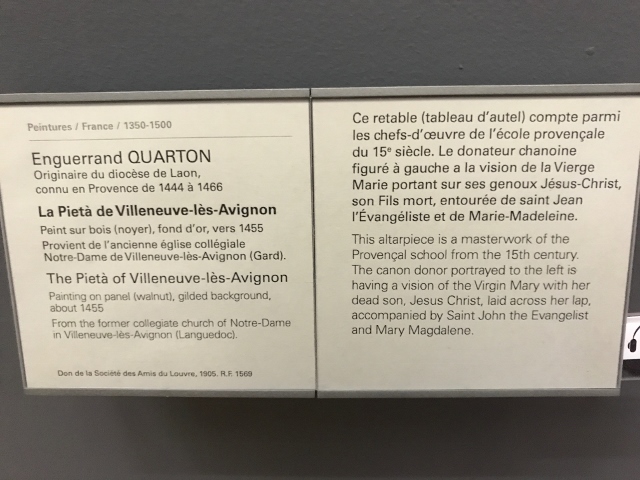 Peintures / France / 1350-1500
Enguerrand QUARTON
Originaire du diocèse de Laon,
connu en Provence de 1444 à 1466
La Pietà de Villeneuve-lès-Avignon
Peint sur bois (noyer), fond d'or, vers 1455
Provient de l'ancienne église collégiale
Notre-Dame de Villeneuve-lès-Avignon (Gard).
The Pietà of Villeneuve-lès-Avignon
Painting on panel (walnut), gilded background,
about 1455
From the former collegiate church of Notre-Dame
in Villeneuve-lès-Avignon (Languedoc).
Don de la Société des Amis du Louvre, 1905. R.F. 1569
Ce retable (tableau d'autel) compte parmi
les chefs-d'œuvre de l'école provençale
du 15e siècle. Le donateur chanoine
figuré à gauche a la vision de la Vierge
Marie portant sur ses genoux Jésus-Christ,
son Fils mort, entourée de saint Jean
l'Évangéliste et de Marie-Madeleine.
This altarpiece is a masterwork of the
Provençal school from the 15th century.
The canon donor portrayed to the left is
having a vision of the Virgin Mary with her
dead son, Jesus Christ, laid across her lap,
accompanied by Saint John the Evangelist
and Mary Magdalene.